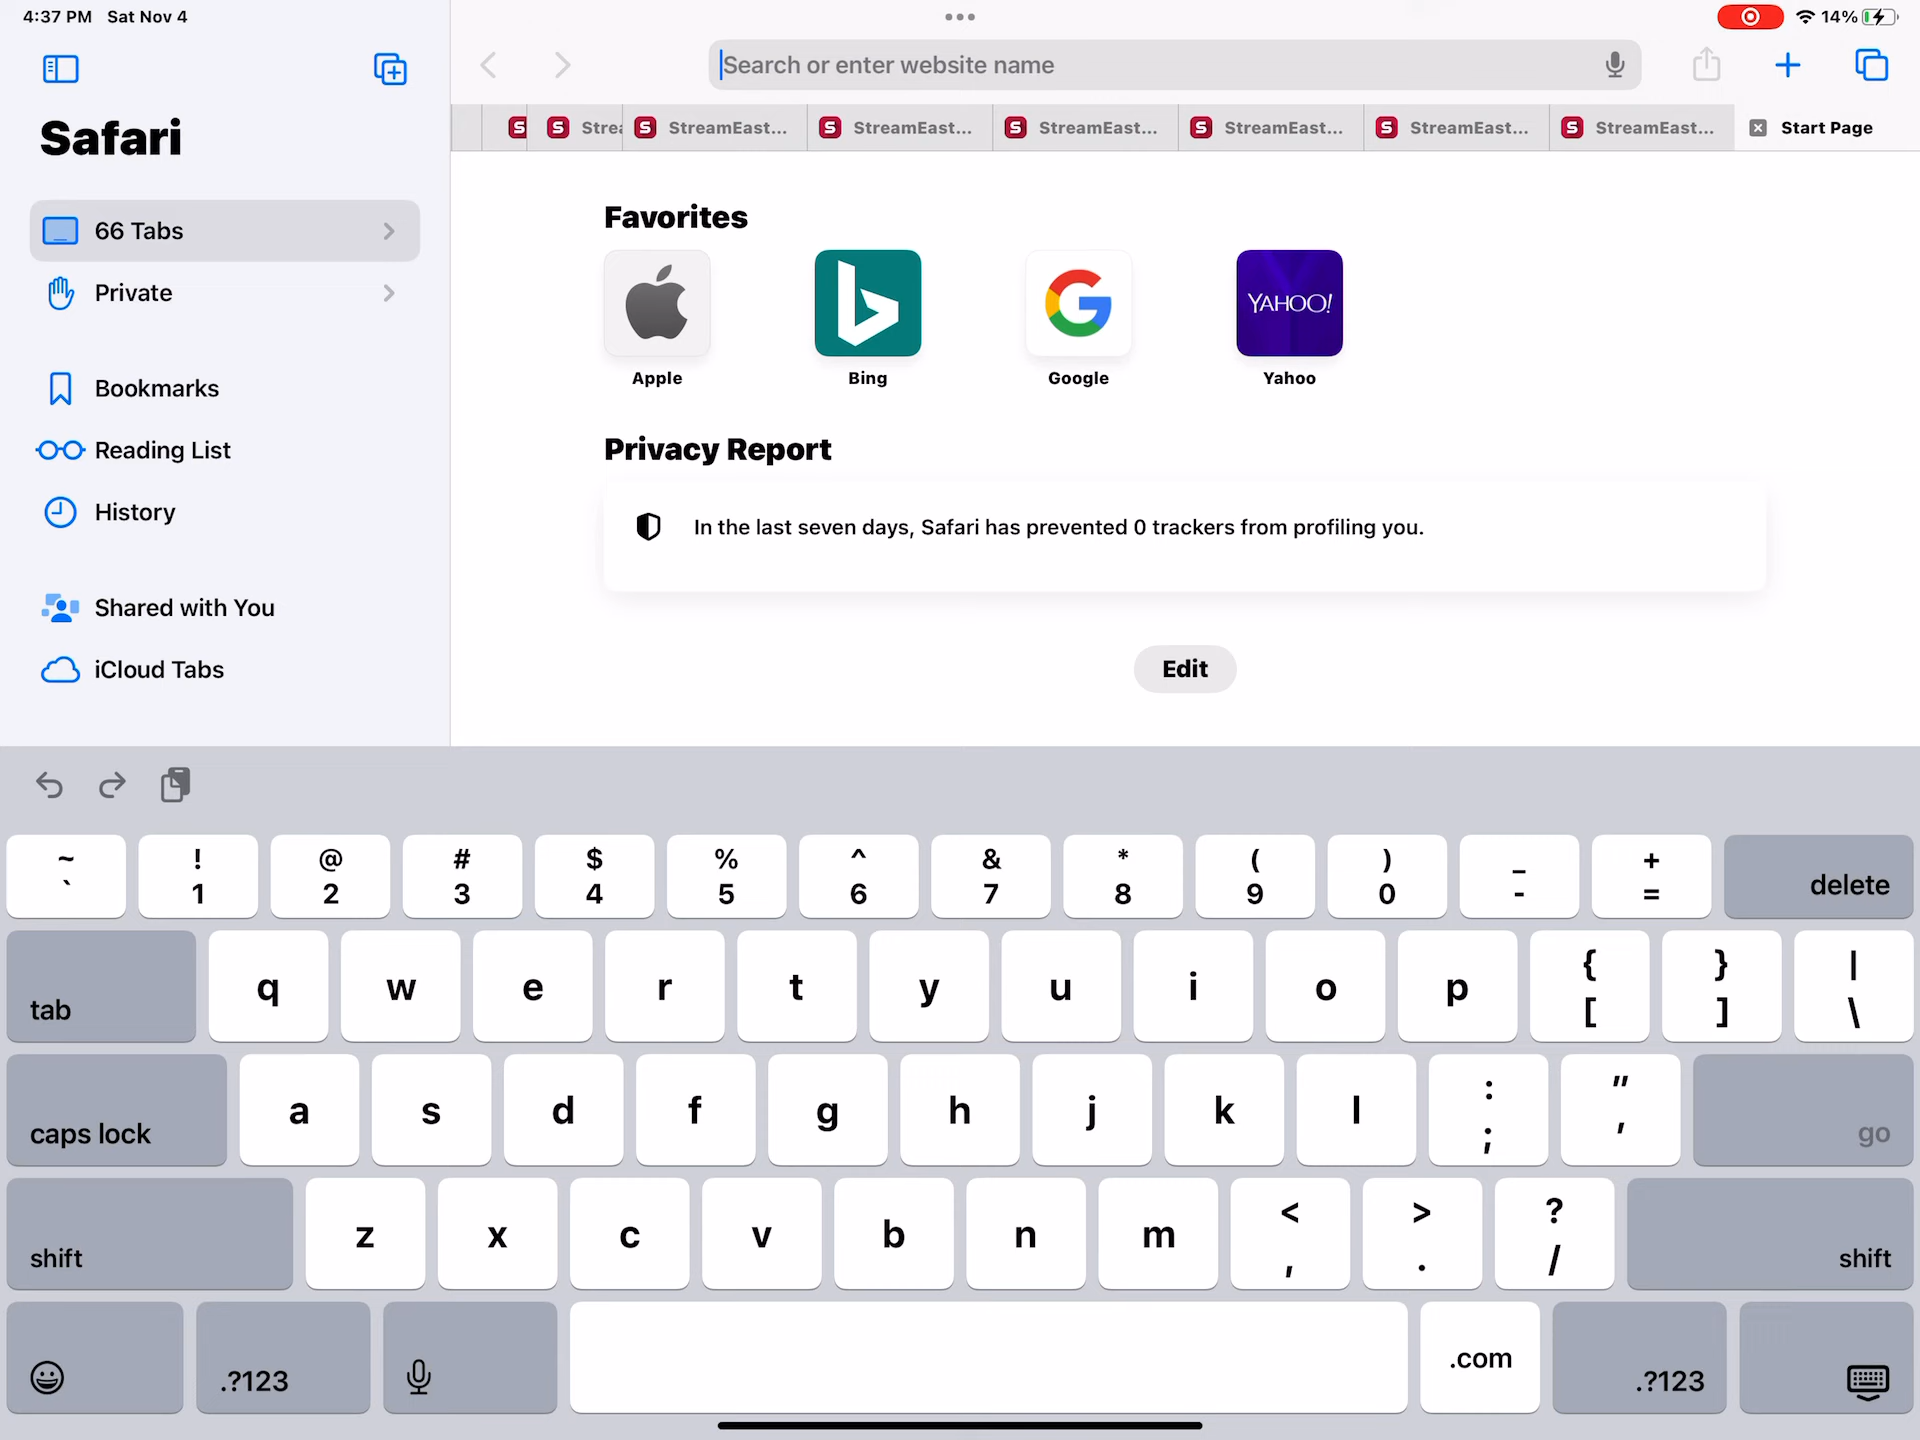 4:37 PM Sat Nov 4
14%
Safari
Search or enter website name
S S Strea S StreamEast... S StreamEast... S StreamEast... S StreamEast... S StreamEast... S StreamEast... Start Page
66 Tabs
Private
Bookmarks
Reading List
History
Shared with You
iCloud Tabs
Favorites
YAHOO!
Apple Bing Google Yahoo
Privacy Report
In the last seven days, Safari has prevented 0 trackers from profiling you.
Edit
~ ! @ # $ % ^ & * ( ) _ +
` 1 2 3 4 5 6 7 8 9 0 - = delete
tab q w e r t y u i o p { [ } ] | \
caps lock a s d f g h j k l : ; " ' go
shift z x c v b n m < , > . ? / shift
.?123 .com .?123